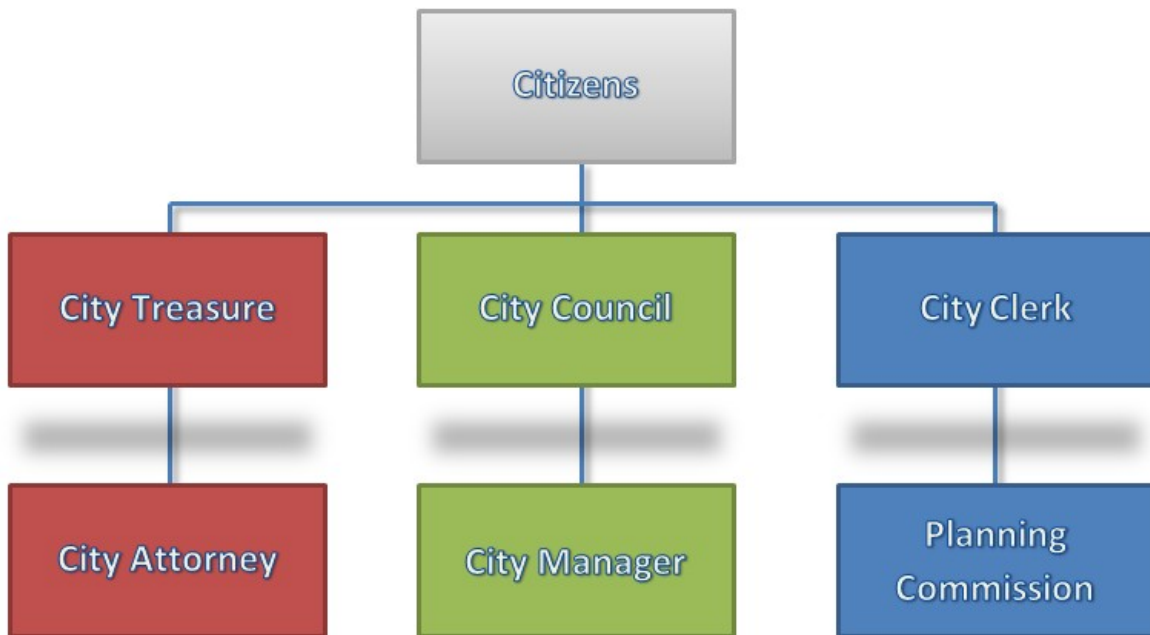 Citizens
City Treasure
City Council
City Clerk
City Attorney
City Manager
Planning
Commission